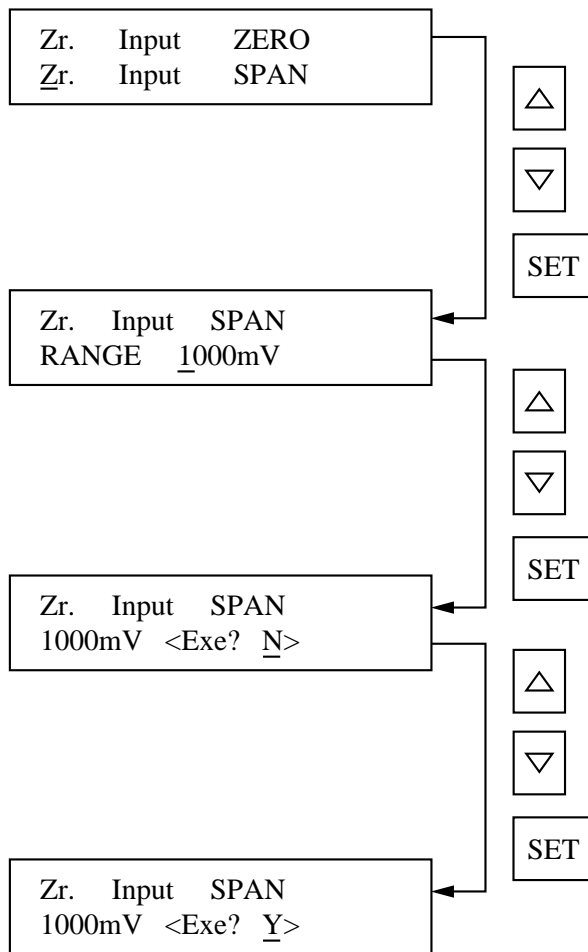 Zr. Input ZERO
Zr. Input SPAN
SET
Zr. Input SPAN
RANGE 1000mV
SET
Zr. Input SPAN
1000mV <Exe? N>
SET
Zr. Input SPAN
1000mV <Exe? Y>